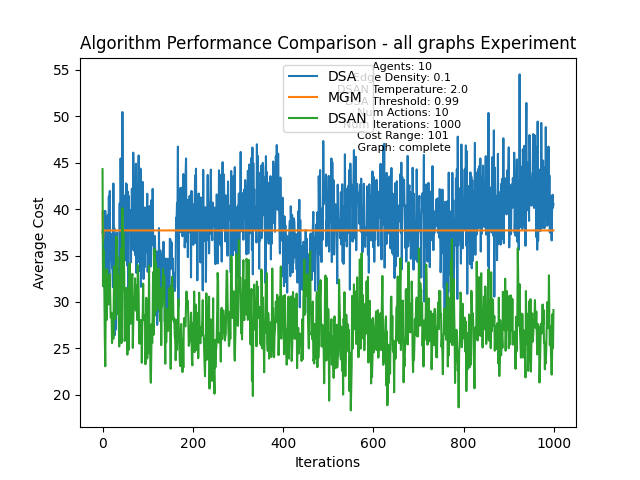 Algorithm Performance Comparison - all graphs Experiment
Agents: 10
Edge Density: 0.1
DSAN Temperature: 2.0
Threshold: 0.99
Num Actions: 10
Num Iterations: 1000
Cost Range: 101
Graph: complete
DSA
MGM
DSAN
55
50
45
40
35
30
25
20
Average Cost
0
200
400
600
800
1000
Iterations